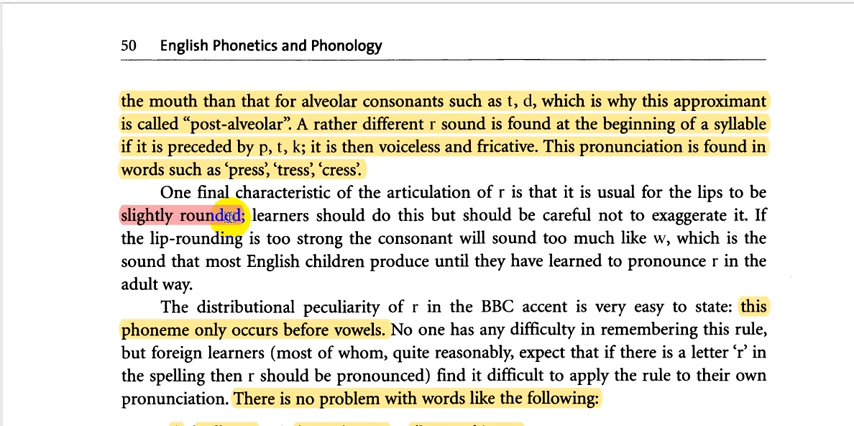 50 English Phonetics and Phonology
the mouth than that for alveolar consonants such as t, d, which is why this approximant
is called “post-alveolar”. A rather different r sound is found at the beginning of a syllable
if it is preceded by p, t, k; it is then voiceless and fricative. This pronunciation is found in
words such as ‘press’, ‘tress’, ‘cress’.
One final characteristic of the articulation of r is that it is usual for the lips to be
slightly rounded; learners should do this but should be careful not to exaggerate it. If
the lip-rounding is too strong the consonant will sound too much like w, which is the
sound that most English children produce until they have learned to pronounce r in the
adult way.
The distributional peculiarity of r in the BBC accent is very easy to state: this
phoneme only occurs before vowels. No one has any difficulty in remembering this rule,
but foreign learners (most of whom, quite reasonably, expect that if there is a letter ‘r’ in
the spelling then r should be pronounced) find it difficult to apply the rule to their own
pronunciation. There is no problem with words like the following: